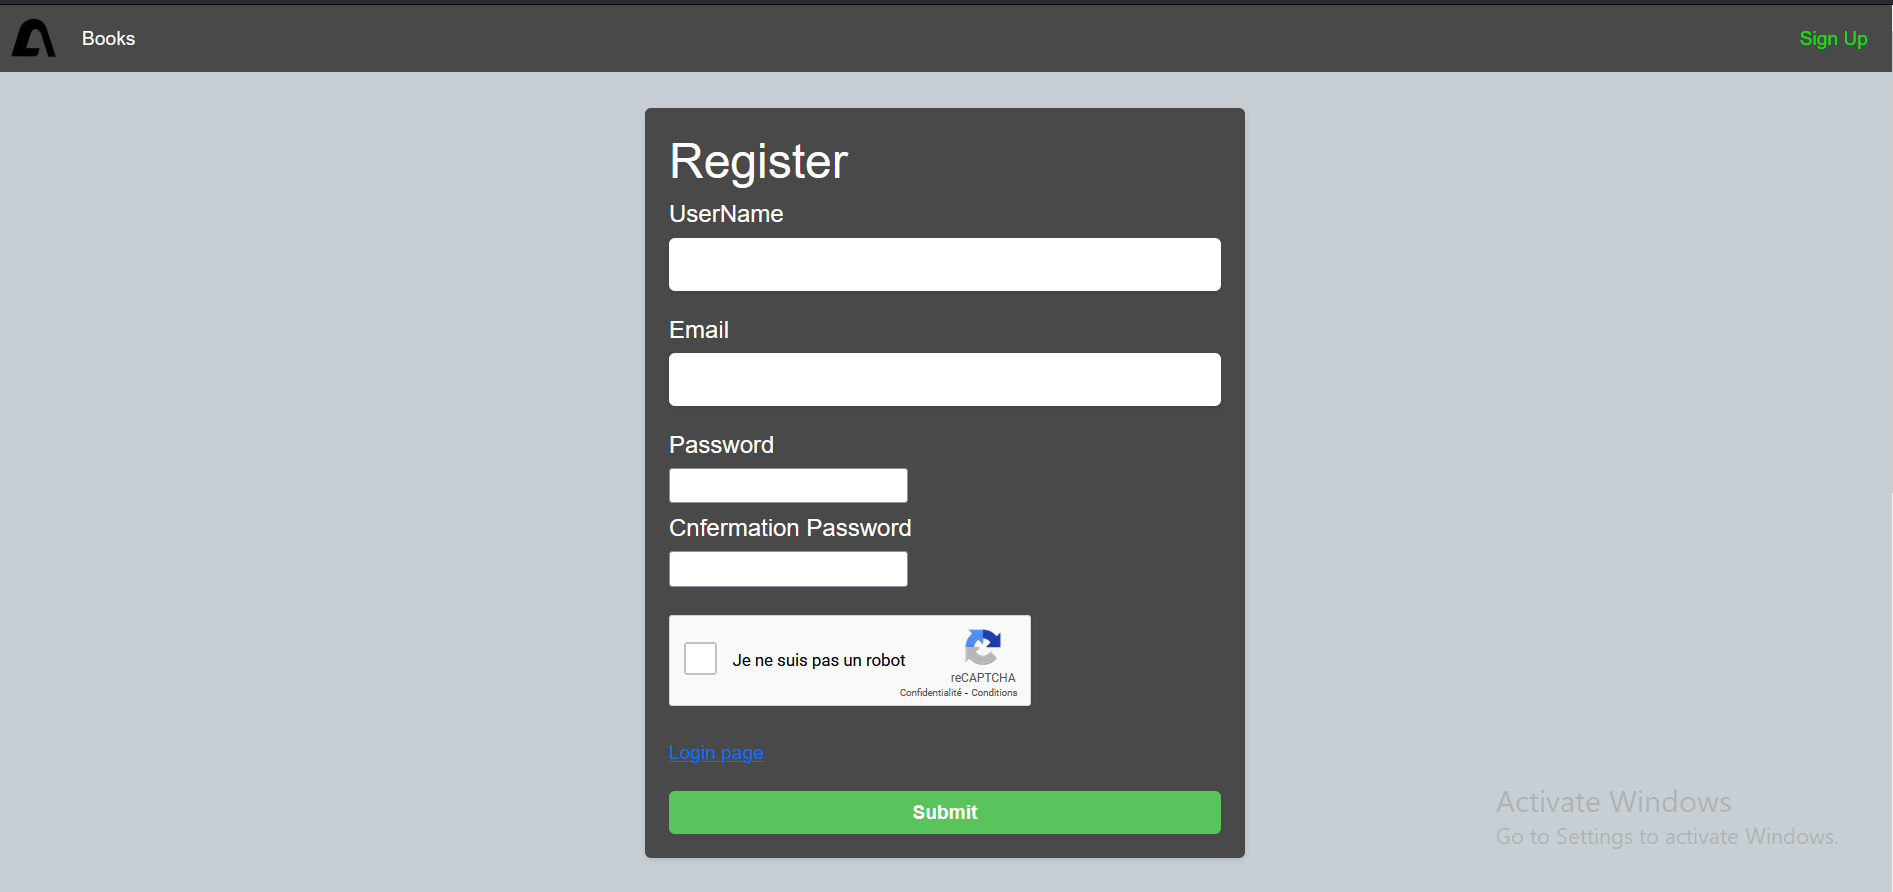 Books
Sign Up
Register
UserName
Email
Password
Cnfermation Password
Je ne suis pas un robot
reCAPTCHA
Confidentialité - Conditions
Login page
Submit
Activate Windows
Go to Settings to activate Windows.